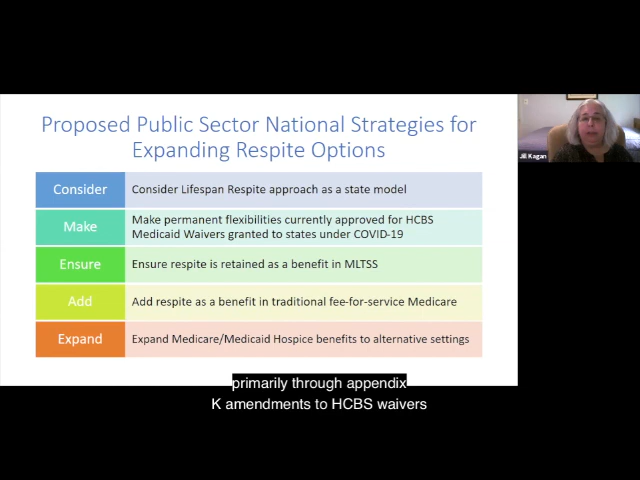 Proposed Public Sector National Strategies for
Expanding Respite Options
Consider
Consider Lifespan Respite approach as a state model
Make
Make permanent flexibilities currently approved for HCBS
Medicaid Waivers granted to states under COVID-19
Ensure
Ensure respite is retained as a benefit in MLTSS
Add
Add respite as a benefit in traditional fee-for-service Medicare
Expand
Expand Medicare/Medicaid Hospice benefits to alternative settings
Jill Kagan
primarily through appendix
K amendments to HCBS waivers